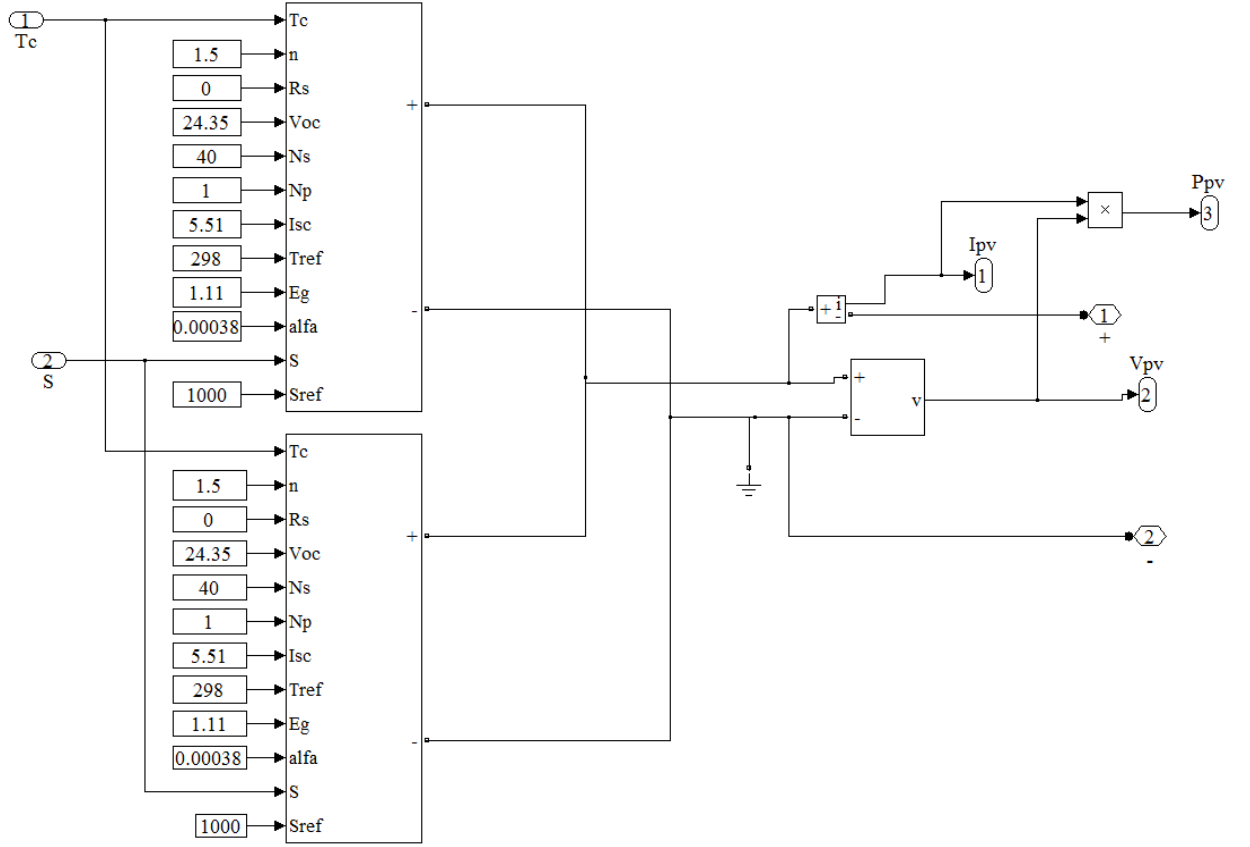 1
Tc
Tc
1.5
n
0
Rs
24.35
Voc
40
Ns
1
Np
5.51
Isc
298
Tref
1.11
Eg
0.00038
alfa
2
S
S
1000
Sref
+
-
Tc
1.5
n
0
Rs
24.35
Voc
40
Ns
1
Np
5.51
Isc
298
Tref
1.11
Eg
0.00038
alfa
S
1000
Sref
+
-
+
i
-
Ipv
1
×
Ppv
3
1
+
+
-
v
Vpv
2
2
-